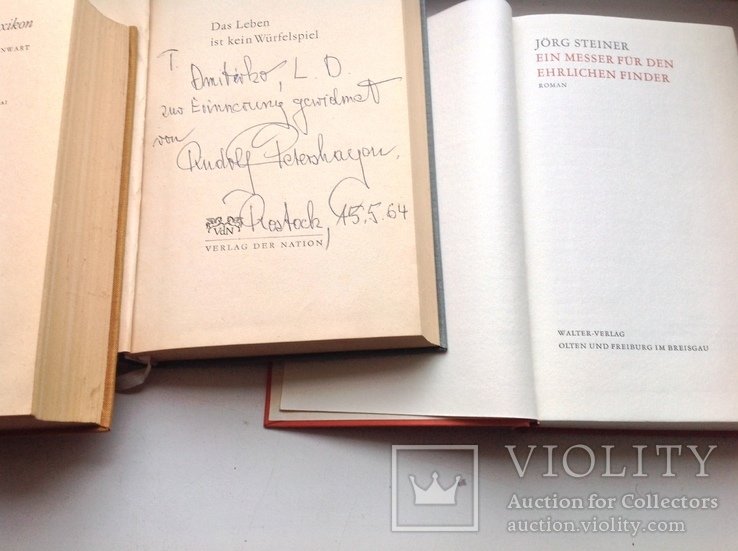 xikon
NWART
Das Leben
ist kein Würfelspiel
T. Dmitirko, L. D.
zur Erinnerung gewidmet
von
Rudolf Petershagen.
Rostock, 15.5.64
VdN
VERLAG DER NATION
JÖRG STEINER
EIN MESSER FÜR DEN
EHRLICHEN FINDER
ROMAN
WALTER-VERLAG
OLTEN UND FREIBURG IM BREISGAU
VIOLITY
Auction for Collectors
auction.violity.com